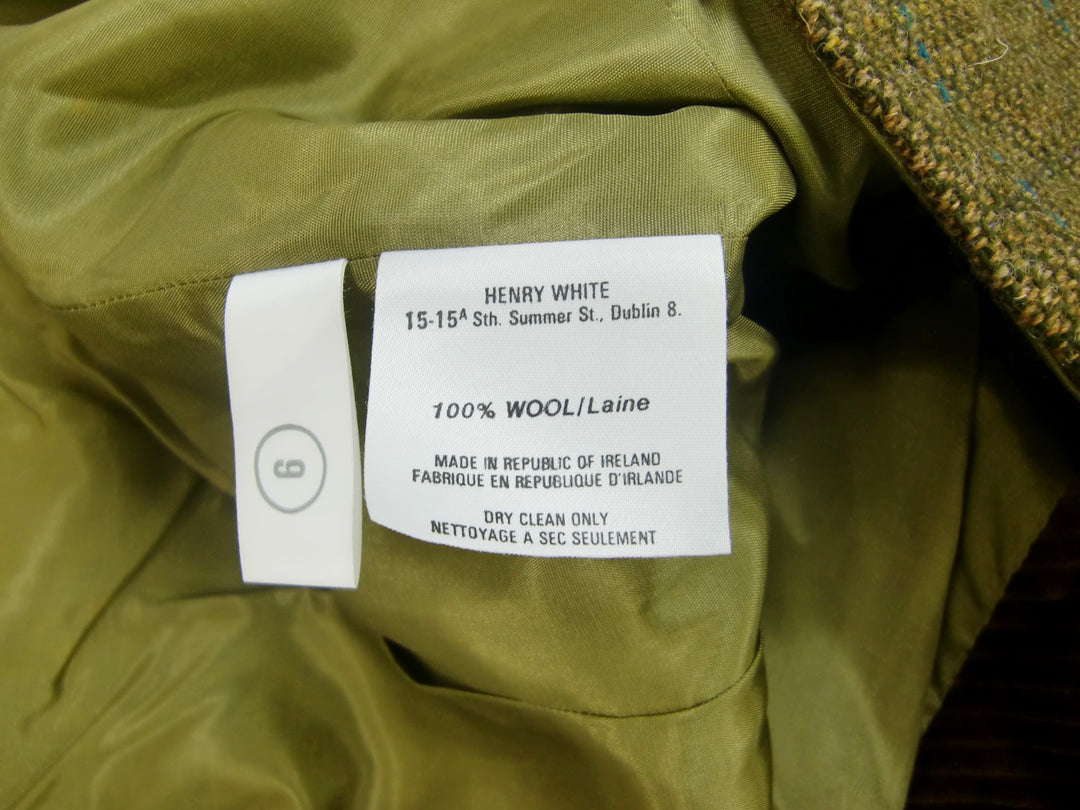 HENRY WHITE
15-15A Sth. Summer St., Dublin 8.
100% WOOL/Laine
MADE IN REPUBLIC OF IRELAND
FABRIQUE EN REPUBLIQUE D'IRLANDE
DRY CLEAN ONLY
NETTOYAGE A SEC SEULEMENT